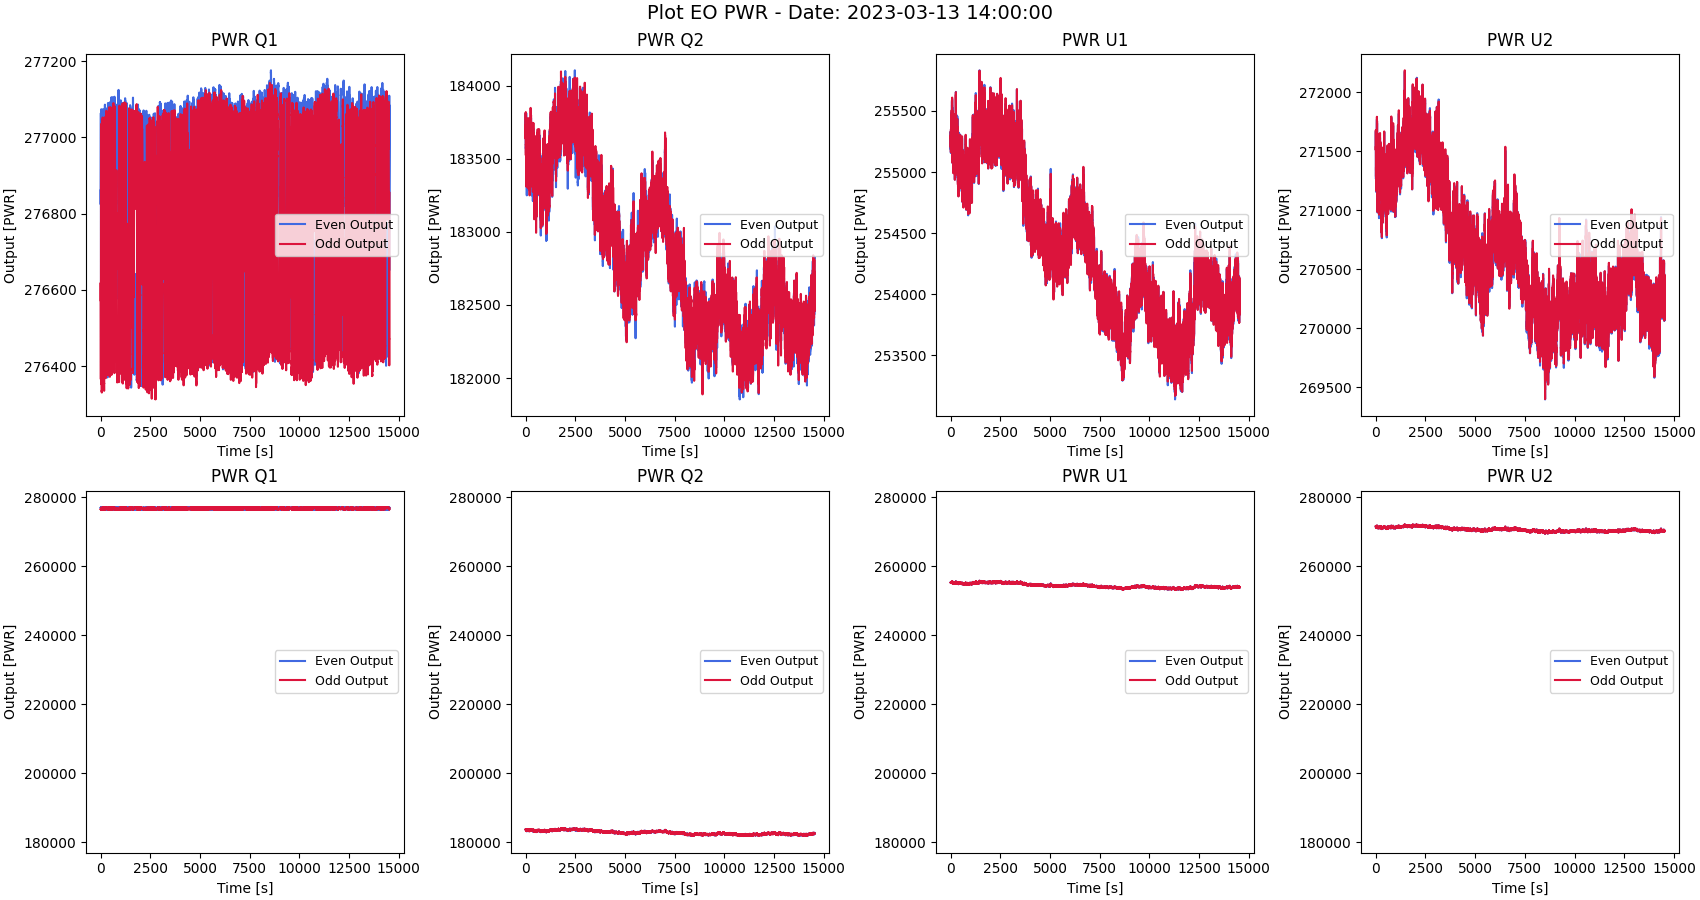 Plot EO PWR - Date: 2023-03-13 14:00:00
PWR Q1
277200
277000
276800
276600
276400
Output [PWR]
0 2500 5000 7500 10000 12500 15000
Time [s]
Even Output
Odd Output
PWR Q2
184000
183500
183000
182500
182000
Output [PWR]
0 2500 5000 7500 10000 12500 15000
Time [s]
Even Output
Odd Output
PWR U1
255500
255000
254500
254000
253500
Output [PWR]
0 2500 5000 7500 10000 12500 15000
Time [s]
Even Output
Odd Output
PWR U2
272000
271500
271000
270500
270000
269500
Output [PWR]
0 2500 5000 7500 10000 12500 15000
Time [s]
Even Output
Odd Output
PWR Q1
280000
260000
240000
220000
200000
180000
Output [PWR]
0 2500 5000 7500 10000 12500 15000
Time [s]
Even Output
Odd Output
PWR Q2
280000
260000
240000
220000
200000
180000
Output [PWR]
0 2500 5000 7500 10000 12500 15000
Time [s]
Even Output
Odd Output
PWR U1
280000
260000
240000
220000
200000
180000
Output [PWR]
0 2500 5000 7500 10000 12500 15000
Time [s]
Even Output
Odd Output
PWR U2
280000
260000
240000
220000
200000
180000
Output [PWR]
0 2500 5000 7500 10000 12500 15000
Time [s]
Even Output
Odd Output